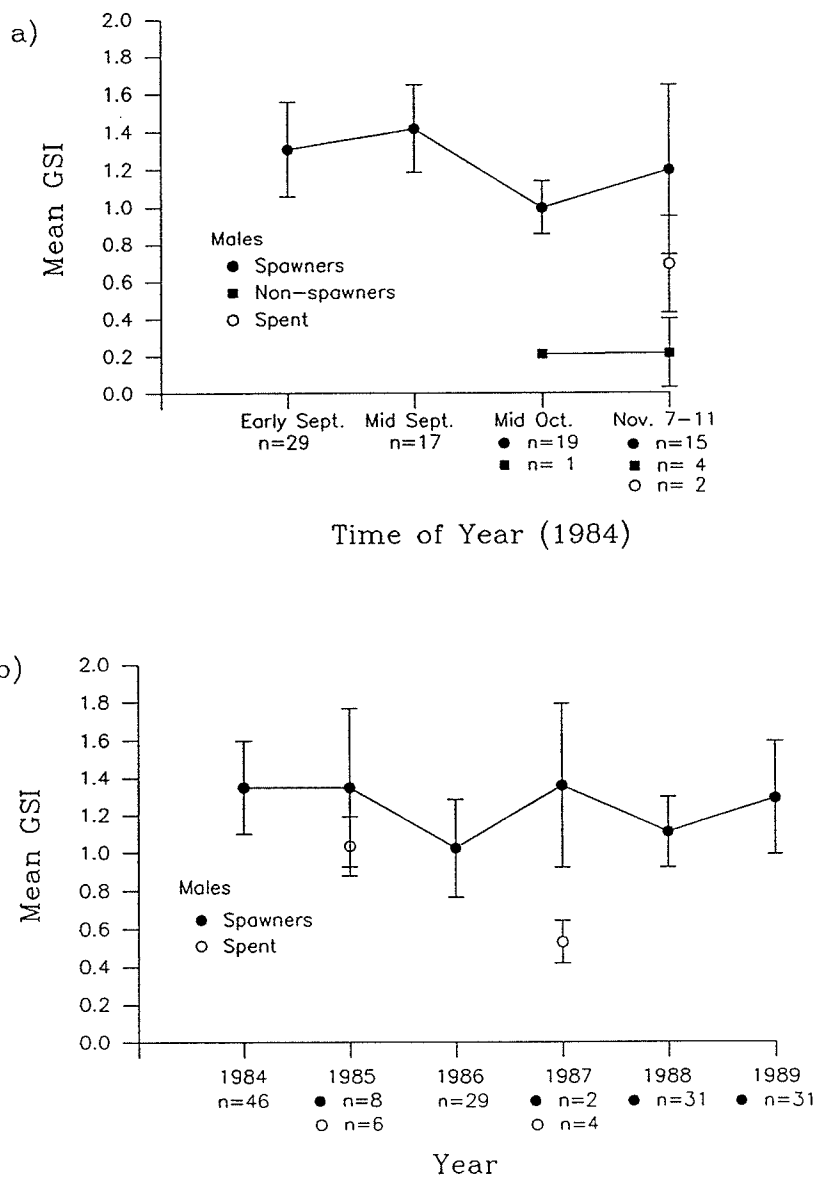 a)
2.0
1.8
1.6
1.4
1.2
1.0
0.8
0.6
0.4
0.2
0.0
Mean GSI
Males
● Spawners
■ Non-spawners
○ Spent
Early Sept. Mid Sept. Mid Oct. Nov. 7-11
n=29 n=17 ● n=19 ● n=15
■ n= 1 ■ n= 4
○ n= 2
Time of Year (1984)
b)
2.0
1.8
1.6
1.4
1.2
1.0
0.8
0.6
0.4
0.2
0.0
Mean GSI
Males
● Spawners
○ Spent
1984 1985 1986 1987 1988 1989
n=46 ● n=8 n=29 ● n=2 ● n=31 ● n=31
○ n=6 ○ n=4
Year